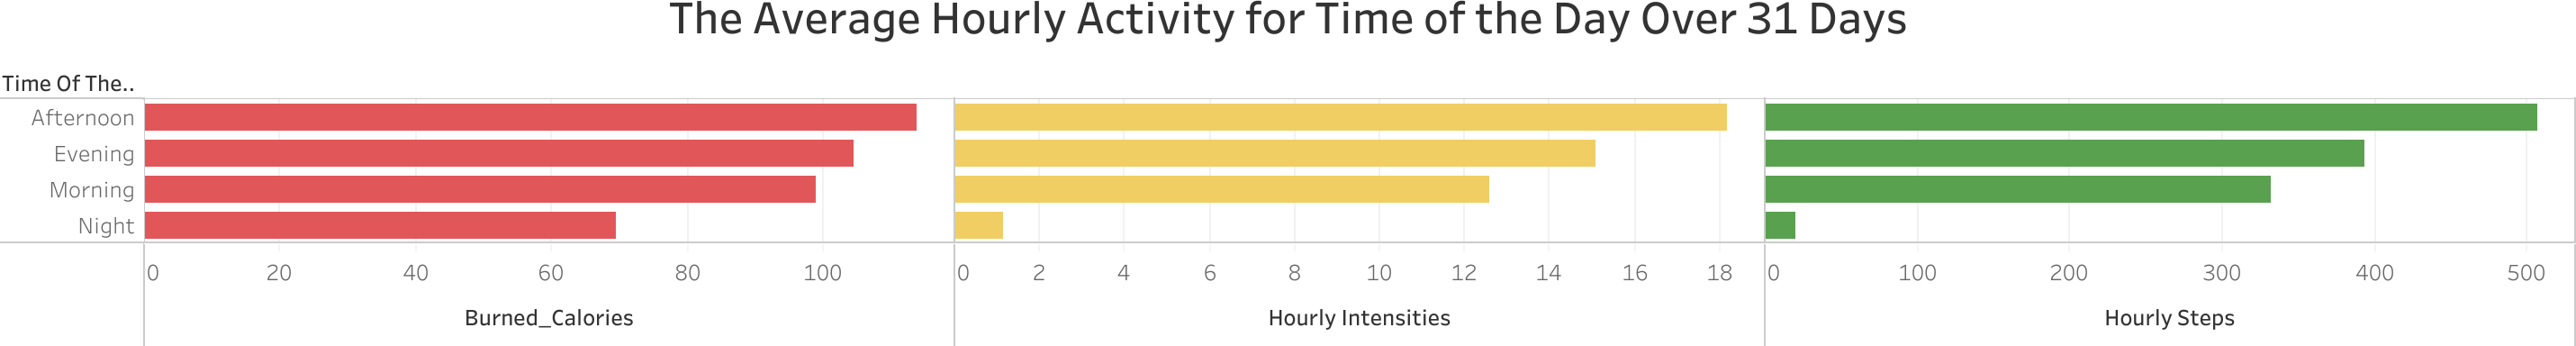 The Average Hourly Activity for Time of the Day Over 31 Days
Time Of The..
Afternoon
Evening
Morning
Night
0 20 40 60 80 100 0 2 4 6 8 10 12 14 16 18 0 100 200 300 400 500
Burned_Calories Hourly Intensities Hourly Steps